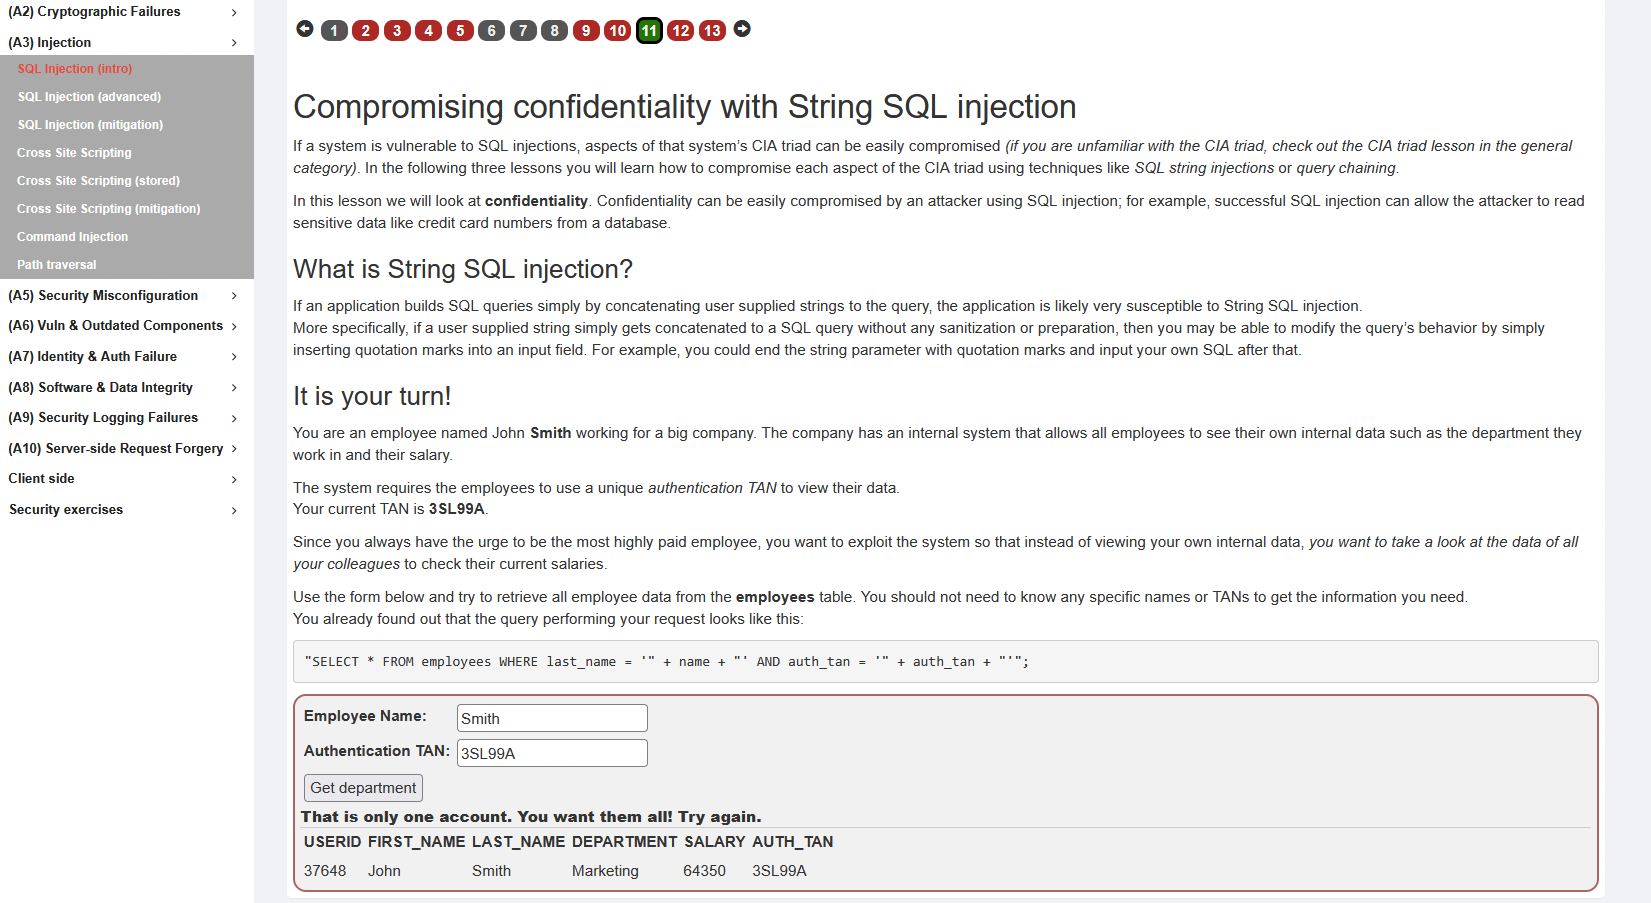 (A2) Cryptographic Failures
(A3) Injection
SQL Injection (intro)
SQL Injection (advanced)
SQL Injection (mitigation)
Cross Site Scripting
Cross Site Scripting (stored)
Cross Site Scripting (mitigation)
Command Injection
Path traversal
(A5) Security Misconfiguration
(A6) Vuln & Outdated Components
(A7) Identity & Auth Failure
(A8) Software & Data Integrity
(A9) Security Logging Failures
(A10) Server-side Request Forgery
Client side
Security exercises
1 2 3 4 5 6 7 8 9 10 11 12 13
Compromising confidentiality with String SQL injection
If a system is vulnerable to SQL injections, aspects of that system’s CIA triad can be easily compromised (if you are unfamiliar with the CIA triad, check out the CIA triad lesson in the general
category). In the following three lessons you will learn how to compromise each aspect of the CIA triad using techniques like SQL string injections or query chaining.
In this lesson we will look at confidentiality. Confidentiality can be easily compromised by an attacker using SQL injection; for example, successful SQL injection can allow the attacker to read
sensitive data like credit card numbers from a database.
What is String SQL injection?
If an application builds SQL queries simply by concatenating user supplied strings to the query, the application is likely very susceptible to String SQL injection.
More specifically, if a user supplied string simply gets concatenated to a SQL query without any sanitization or preparation, then you may be able to modify the query’s behavior by simply
inserting quotation marks into an input field. For example, you could end the string parameter with quotation marks and input your own SQL after that.
It is your turn!
You are an employee named John Smith working for a big company. The company has an internal system that allows all employees to see their own internal data such as the department they
work in and their salary.
The system requires the employees to use a unique authentication TAN to view their data.
Your current TAN is 3SL99A.
Since you always have the urge to be the most highly paid employee, you want to exploit the system so that instead of viewing your own internal data, you want to take a look at the data of all
your colleagues to check their current salaries.
Use the form below and try to retrieve all employee data from the employees table. You should not need to know any specific names or TANs to get the information you need.
You already found out that the query performing your request looks like this:
"SELECT * FROM employees WHERE last_name = '" + name + "' AND auth_tan = '" + auth_tan + "'";
Employee Name: Smith
Authentication TAN: 3SL99A
Get department
That is only one account. You want them all! Try again.
USERID FIRST_NAME LAST_NAME DEPARTMENT SALARY AUTH_TAN
37648 John Smith Marketing 64350 3SL99A